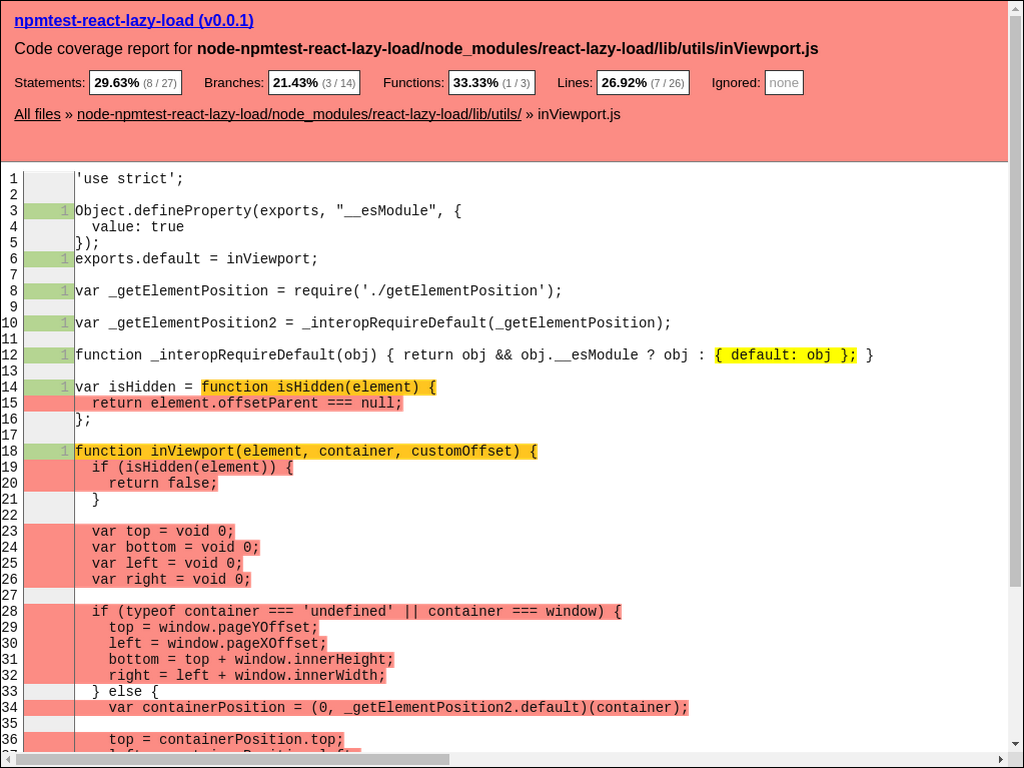 npmtest-react-lazy-load (v0.0.1)
Code coverage report for node-npmtest-react-lazy-load/node_modules/react-lazy-load/lib/utils/inViewport.js
Statements: 29.63% (8 / 27) Branches: 21.43% (3 / 14) Functions: 33.33% (1 / 3) Lines: 26.92% (7 / 26) Ignored: none
All files » node-npmtest-react-lazy-load/node_modules/react-lazy-load/lib/utils/ » inViewport.js
1 'use strict';
2
3 1 Object.defineProperty(exports, "__esModule", {
4 value: true
5 });
6 1 exports.default = inViewport;
7
8 1 var _getElementPosition = require('./getElementPosition');
9
10 1 var _getElementPosition2 = _interopRequireDefault(_getElementPosition);
11
12 1 function _interopRequireDefault(obj) { return obj && obj.__esModule ? obj : { default: obj }; }
13
14 1 var isHidden = function isHidden(element) {
15 return element.offsetParent === null;
16 };
17
18 1 function inViewport(element, container, customOffset) {
19 if (isHidden(element)) {
20 return false;
21 }
22
23 var top = void 0;
24 var bottom = void 0;
25 var left = void 0;
26 var right = void 0;
27
28 if (typeof container === 'undefined' || container === window) {
29 top = window.pageYOffset;
30 left = window.pageXOffset;
31 bottom = top + window.innerHeight;
32 right = left + window.innerWidth;
33 } else {
34 var containerPosition = (0, _getElementPosition2.default)(container);
35
36 top = containerPosition.top;